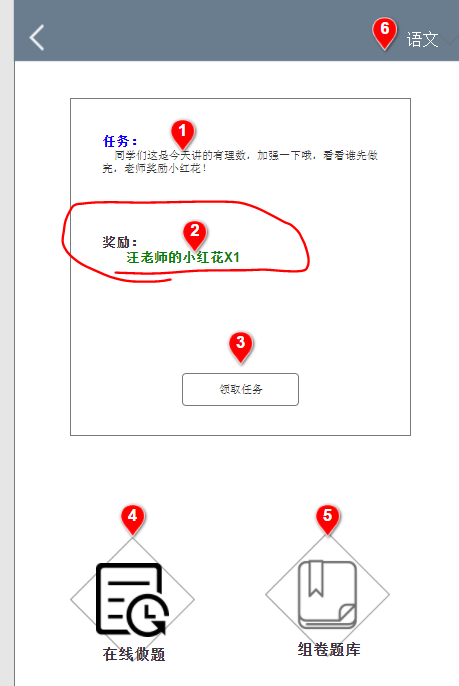 6
语文
1
任务：
同学们这是今天讲的有理数，加强一下哦，看看谁先做
完，老师奖励小红花！
2
奖励：
汪老师的小红花X1
3
领取任务
4
5
在线做题
组卷题库